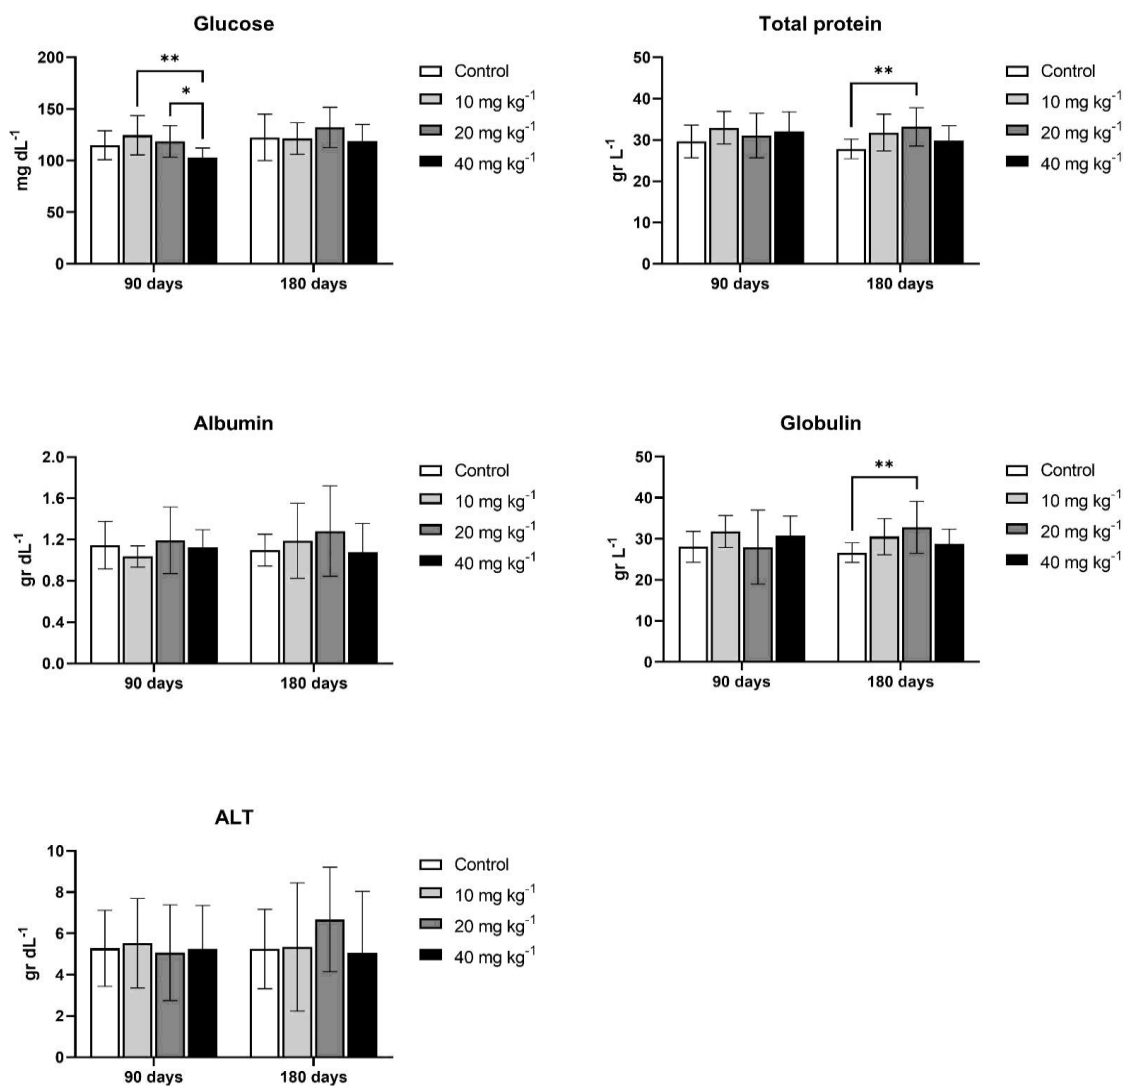 Glucose
200
150
100
50
0
mg dL⁻¹
**
*
90 days
180 days
Control
10 mg kg⁻¹
20 mg kg⁻¹
40 mg kg⁻¹
Total protein
50
40
30
20
10
0
gr L⁻¹
**
90 days
180 days
Control
10 mg kg⁻¹
20 mg kg⁻¹
40 mg kg⁻¹
Albumin
2.0
1.6
1.2
0.8
0.4
0.0
gr dL⁻¹
90 days
180 days
Control
10 mg kg⁻¹
20 mg kg⁻¹
40 mg kg⁻¹
Globulin
50
40
30
20
10
0
gr L⁻¹
**
90 days
180 days
Control
10 mg kg⁻¹
20 mg kg⁻¹
40 mg kg⁻¹
ALT
10
8
6
4
2
0
gr dL⁻¹
90 days
180 days
Control
10 mg kg⁻¹
20 mg kg⁻¹
40 mg kg⁻¹